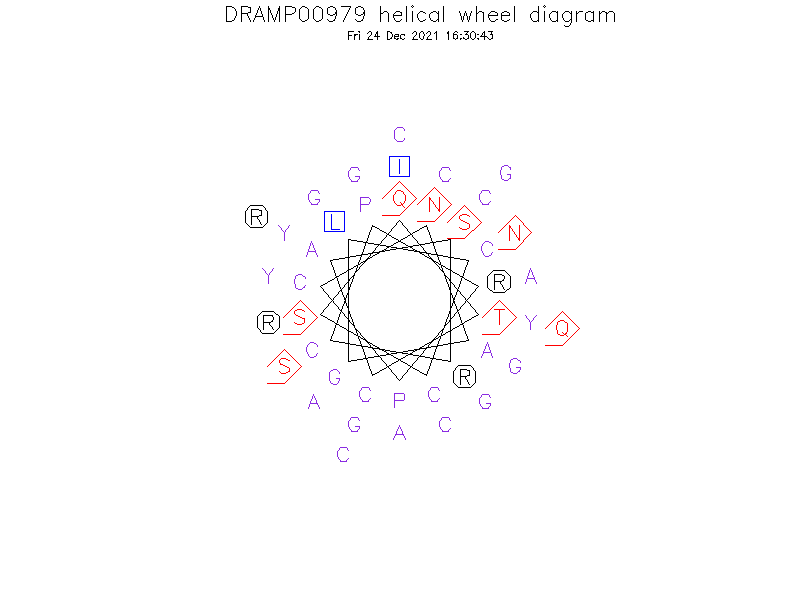 DRAMP00979 helical wheel diagram
Fri 24 Dec 2021 16:30:43
C
I
G C G
G P Q N S C N
R Y L
A C
Y C R A
R S T Y Q
S C A G
G R
A C P C G
G A C
C